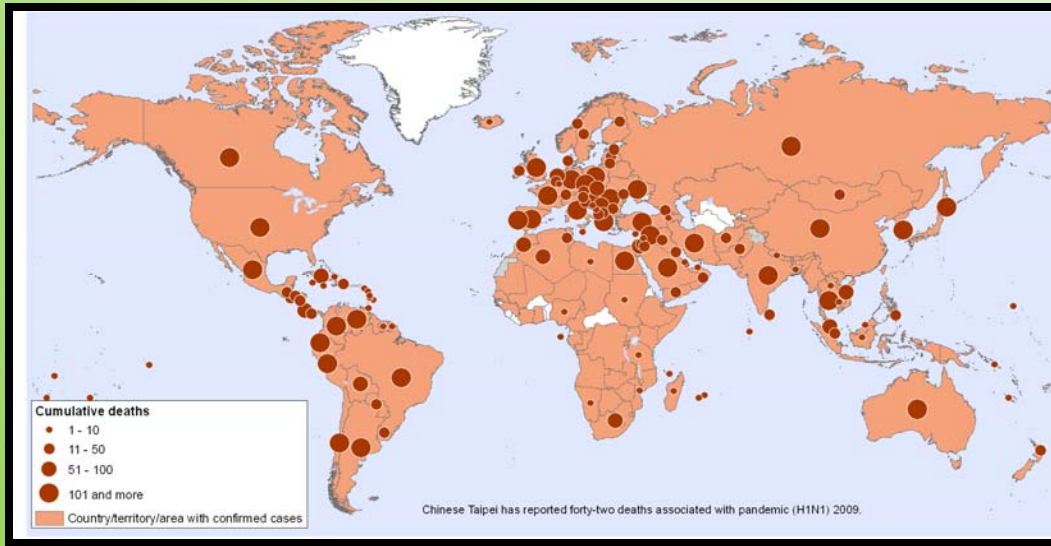 Cumulative deaths
1 - 10
11 - 50
51 - 100
101 and more
Country/territory/area with confirmed cases
Chinese Taipei has reported forty-two deaths associated with pandemic (H1N1) 2009.